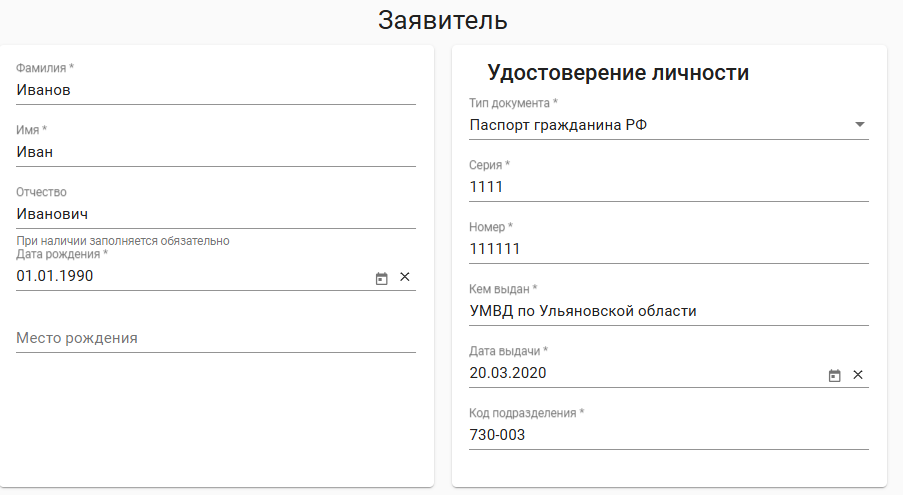 Заявитель
Фамилия *
Иванов
Имя *
Иван
Отчество
Иванович
При наличии заполняется обязательно
Дата рождения *
01.01.1990
Место рождения
Удостоверение личности
Тип документа *
Паспорт гражданина РФ
Серия *
1111
Номер *
111111
Кем выдан *
УМВД по Ульяновской области
Дата выдачи *
20.03.2020
Код подразделения *
730-003